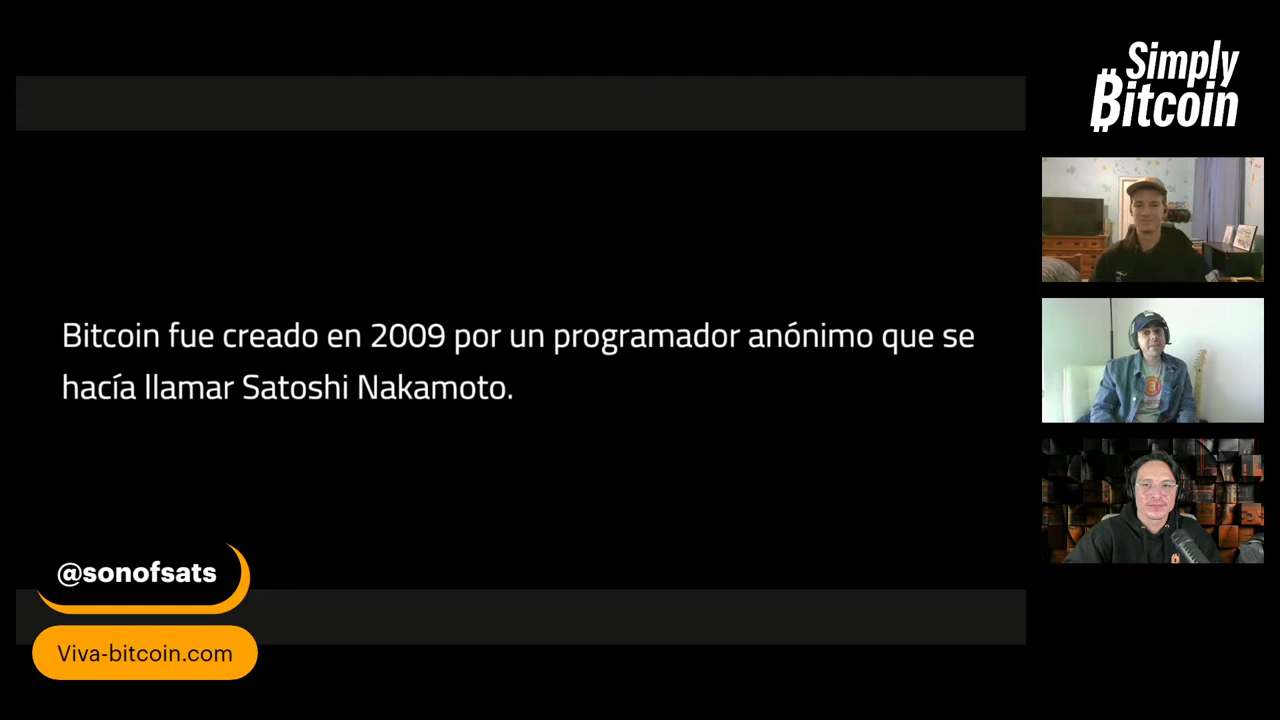 Simply
Bitcoin
Bitcoin fue creado en 2009 por un programador anónimo que se
hacía llamar Satoshi Nakamoto.
@sonofsats
Viva-bitcoin.com